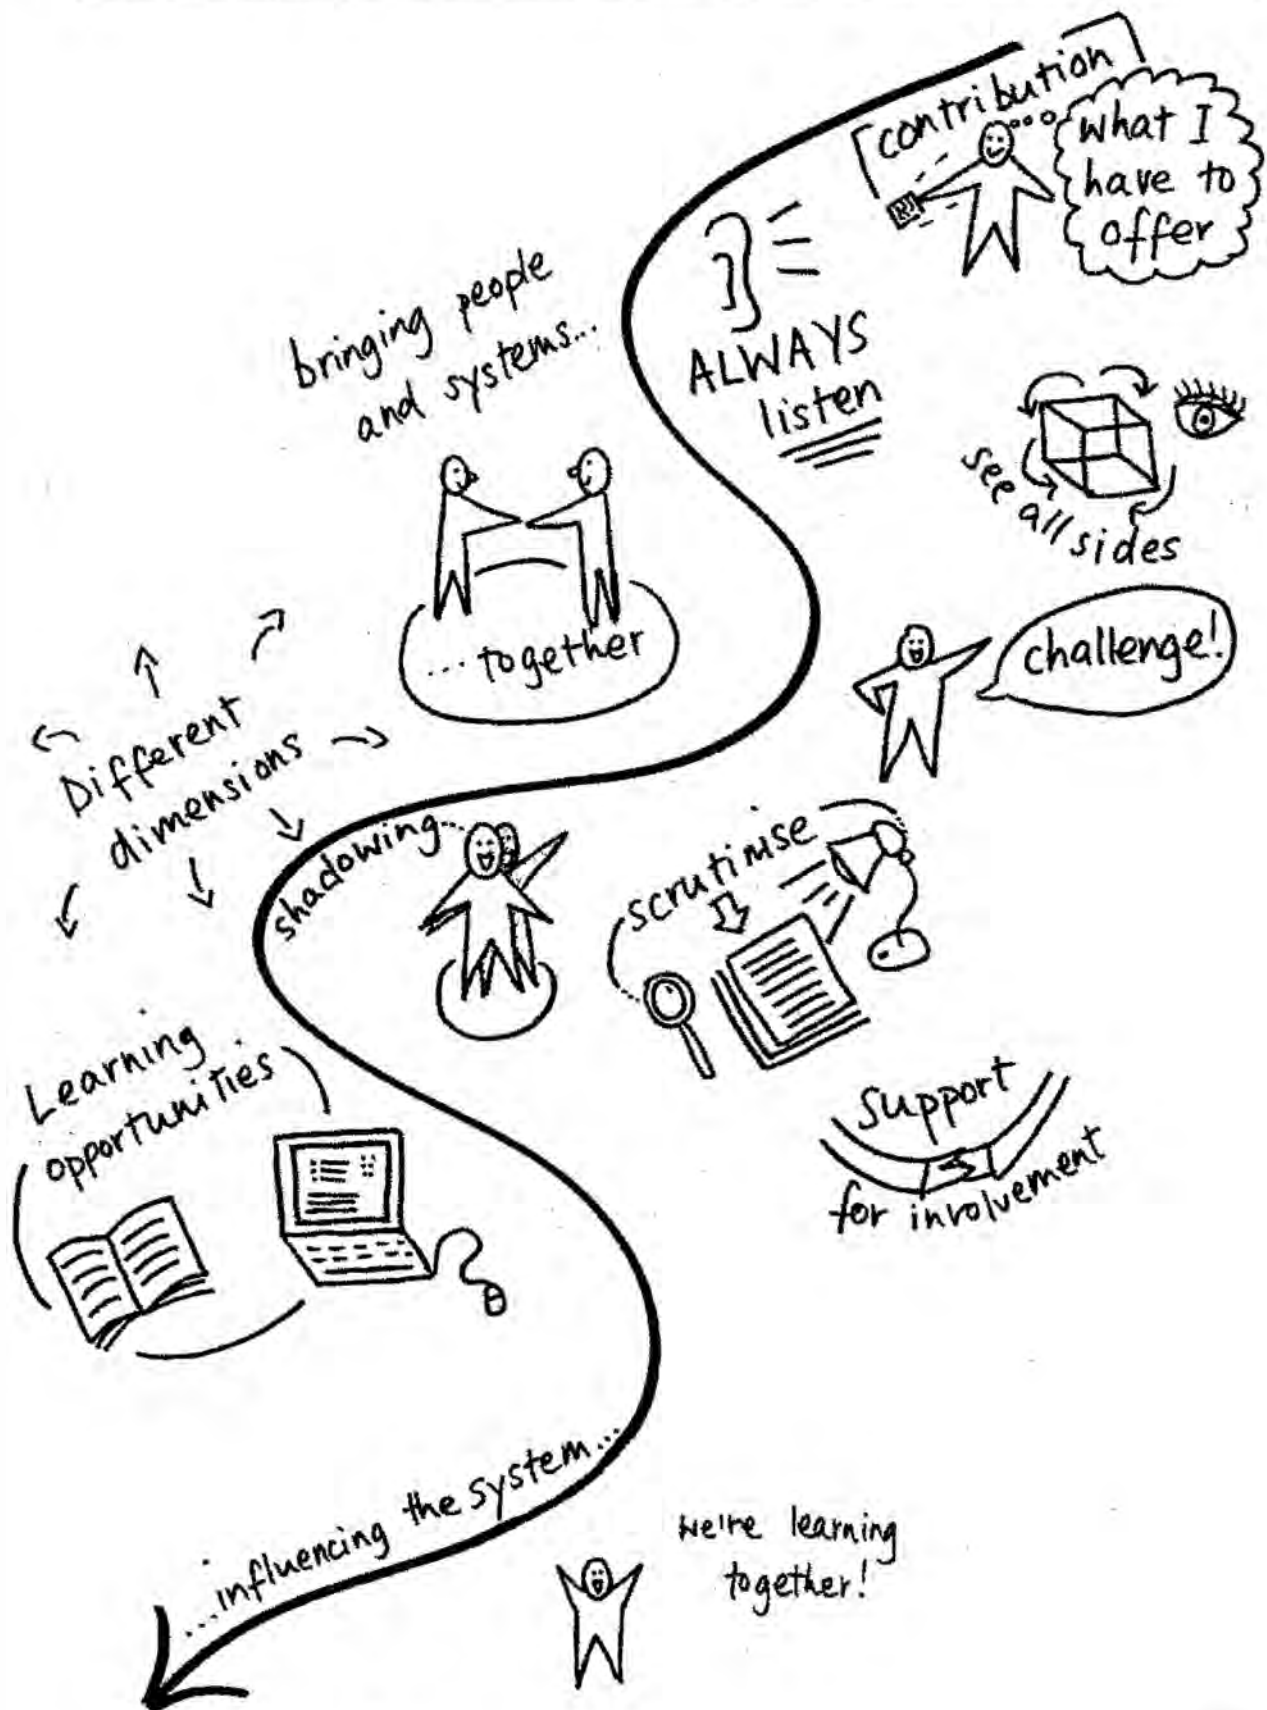 contribution
what I
have to
offer
bringing people
and systems...
...together
ALWAYS
listen
see all sides
challenge!
Different
dimensions
shadowing
scrutinise
Learning
opportunities
Support
for involvement
...influencing the system...
we're learning
together!